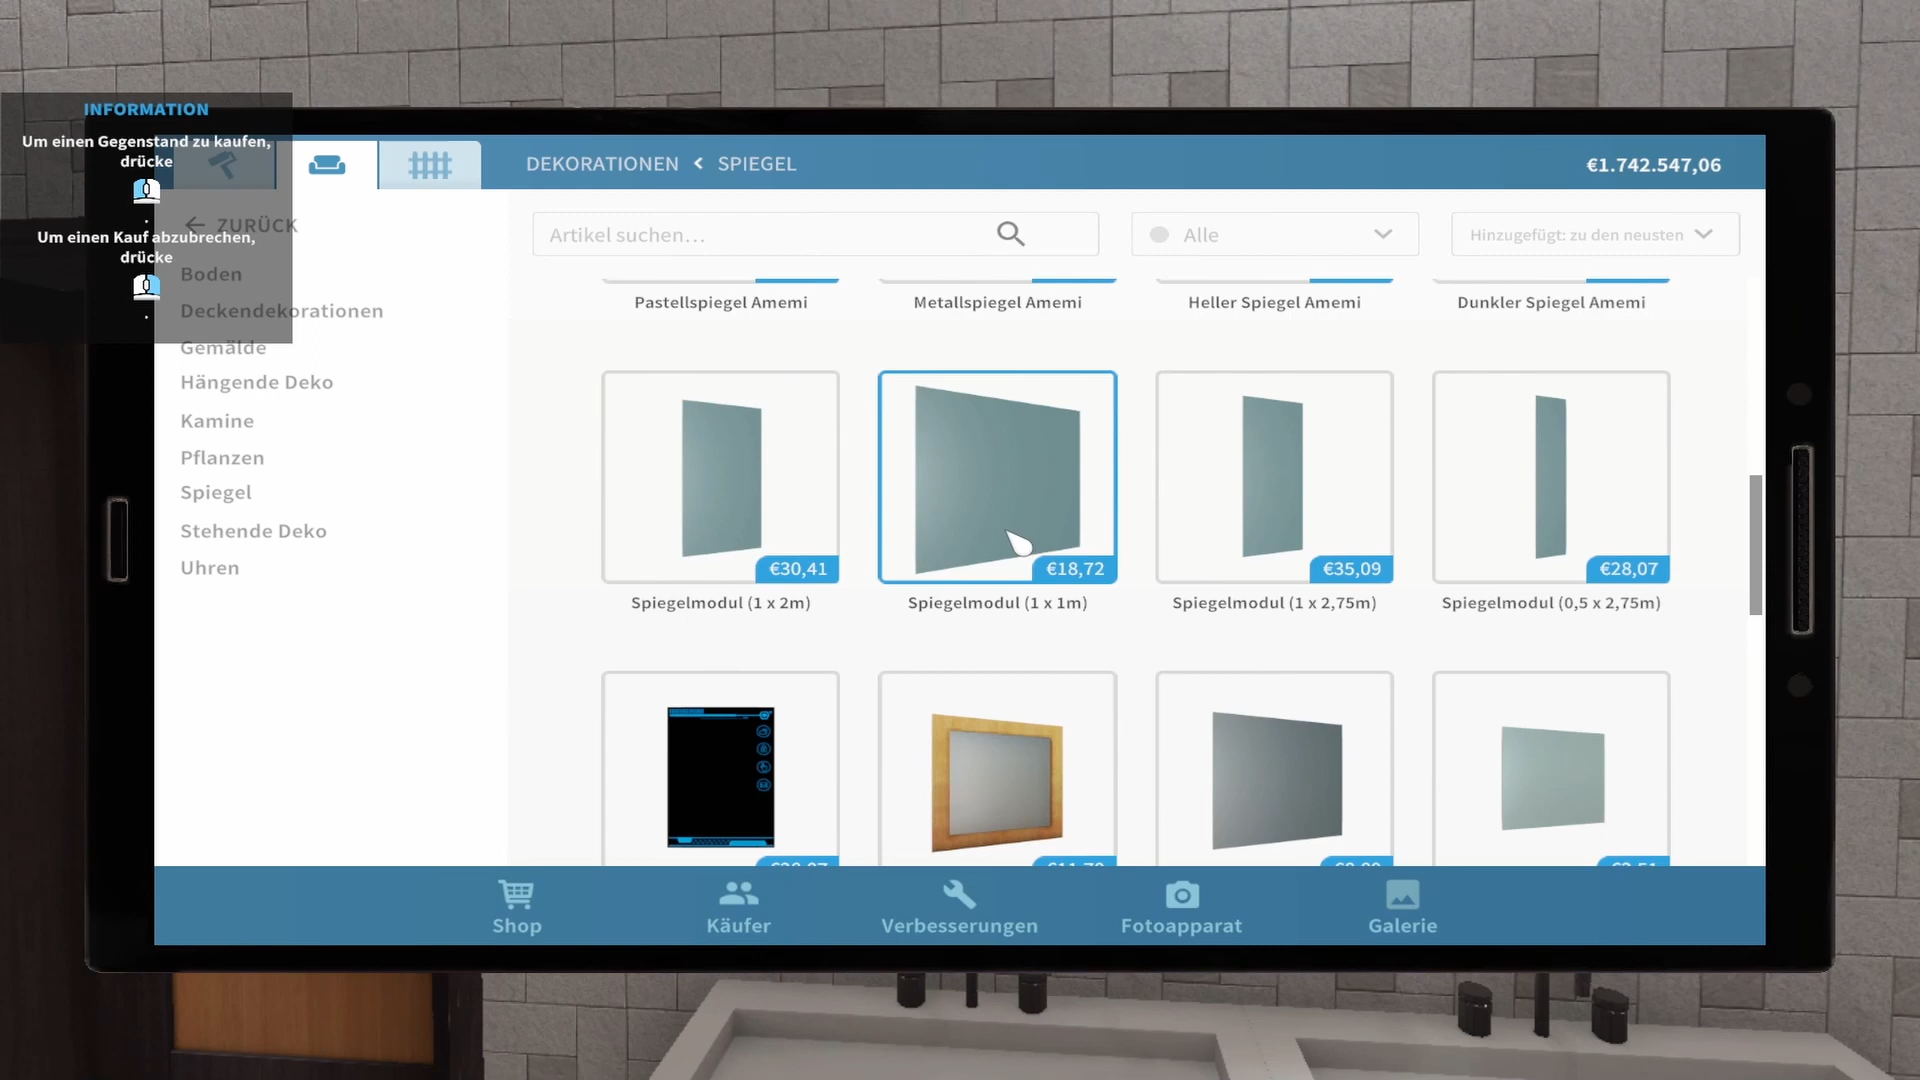 INFORMATION
Um einen Gegenstand zu kaufen,
drücke
.
Um einen Kauf abzubrechen,
drücke
.
DEKORATIONEN < SPIEGEL
€1.742.547,06
← ZURÜCK
Boden
Deckendekorationen
Gemälde
Hängende Deko
Kamine
Pflanzen
Spiegel
Stehende Deko
Uhren
Artikel suchen...
Alle
Hinzugefügt: zu den neusten
Pastellspiegel Amemi
Metallspiegel Amemi
Heller Spiegel Amemi
Dunkler Spiegel Amemi
€30,41
€18,72
€35,09
€28,07
Spiegelmodul (1 x 2m)
Spiegelmodul (1 x 1m)
Spiegelmodul (1 x 2,75m)
Spiegelmodul (0,5 x 2,75m)
Shop
Käufer
Verbesserungen
Fotoapparat
Galerie